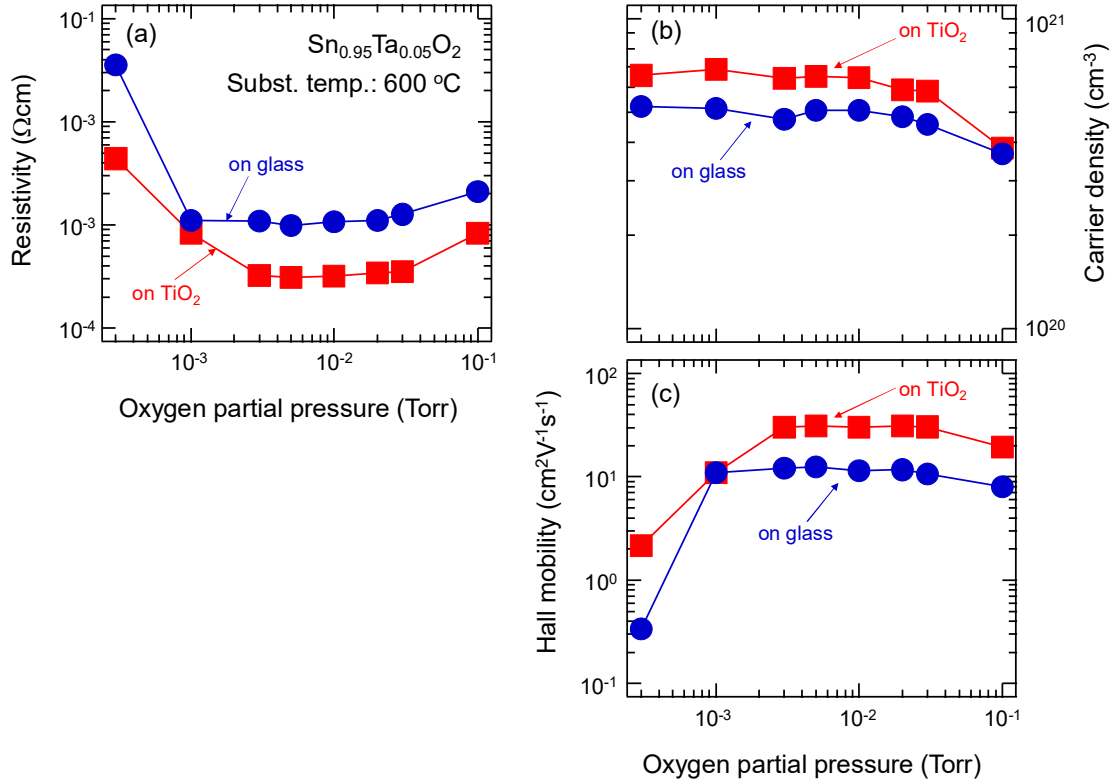 (a)
Sn₀.₉₅Ta₀.₀₅O₂
Subst. temp.: 600 °C
on glass
on TiO₂
Resistivity (Ωcm)
10⁻¹
10⁻³
10⁻³
10⁻⁴
10⁻³ 10⁻² 10⁻¹
Oxygen partial pressure (Torr)
(b)
on TiO₂
on glass
10²¹
10²⁰
Carrier density (cm⁻³)
(c)
on TiO₂
on glass
Hall mobility (cm²V⁻¹s⁻¹)
10²
10¹
10⁰
10⁻¹
10⁻³ 10⁻² 10⁻¹
Oxygen partial pressure (Torr)